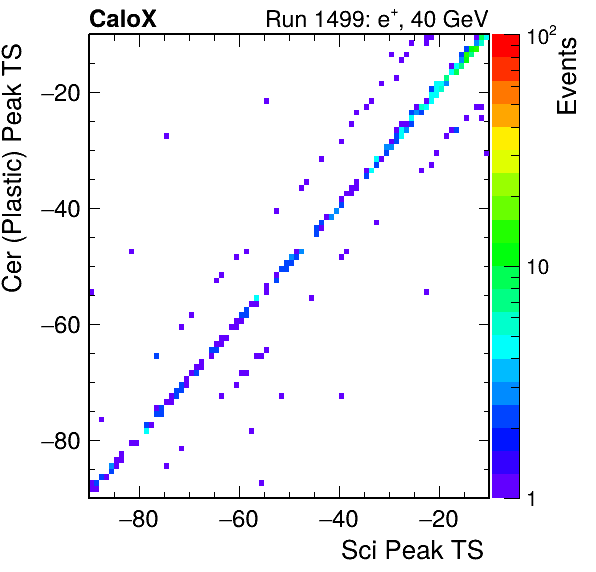 CaloX Run 1499: e⁺, 40 GeV
Cer (Plastic) Peak TS
−20
−40
−60
−80
−80 −60 −40 −20
Sci Peak TS
10²
10
1
Events